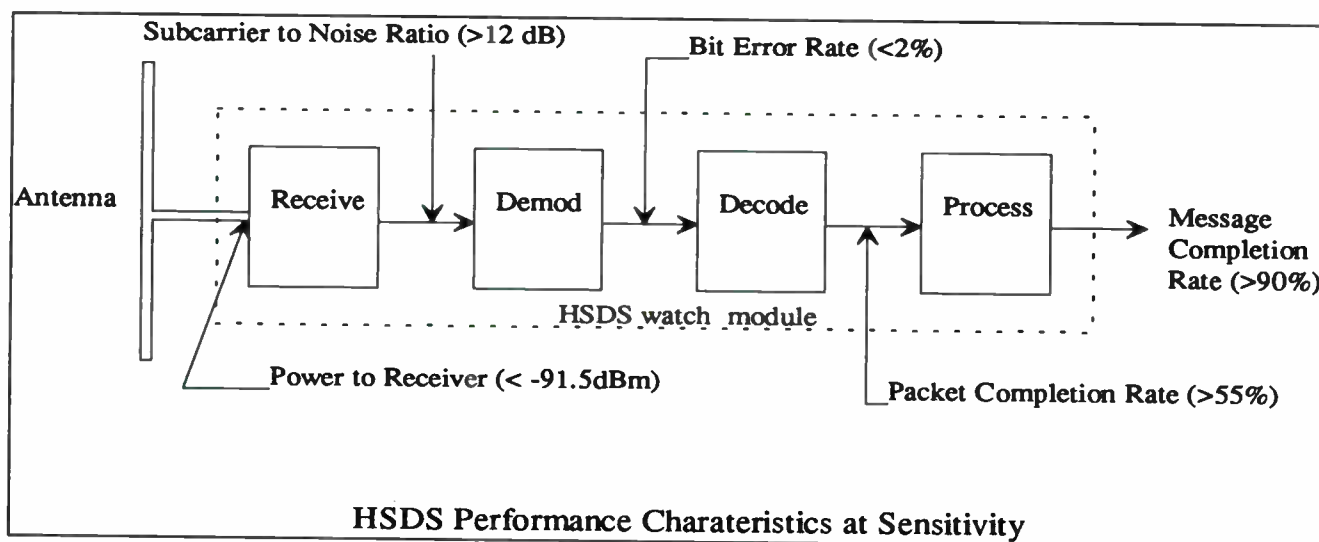 Subcarrier to Noise Ratio (>12 dB)
Bit Error Rate (<2%)
Antenna
Receive
Demod
Decode
Process
Message
Completion
Rate (>90%)
HSDS watch module
Power to Receiver (< -91.5dBm)
Packet Completion Rate (>55%)
HSDS Performance Charateristics at Sensitivity